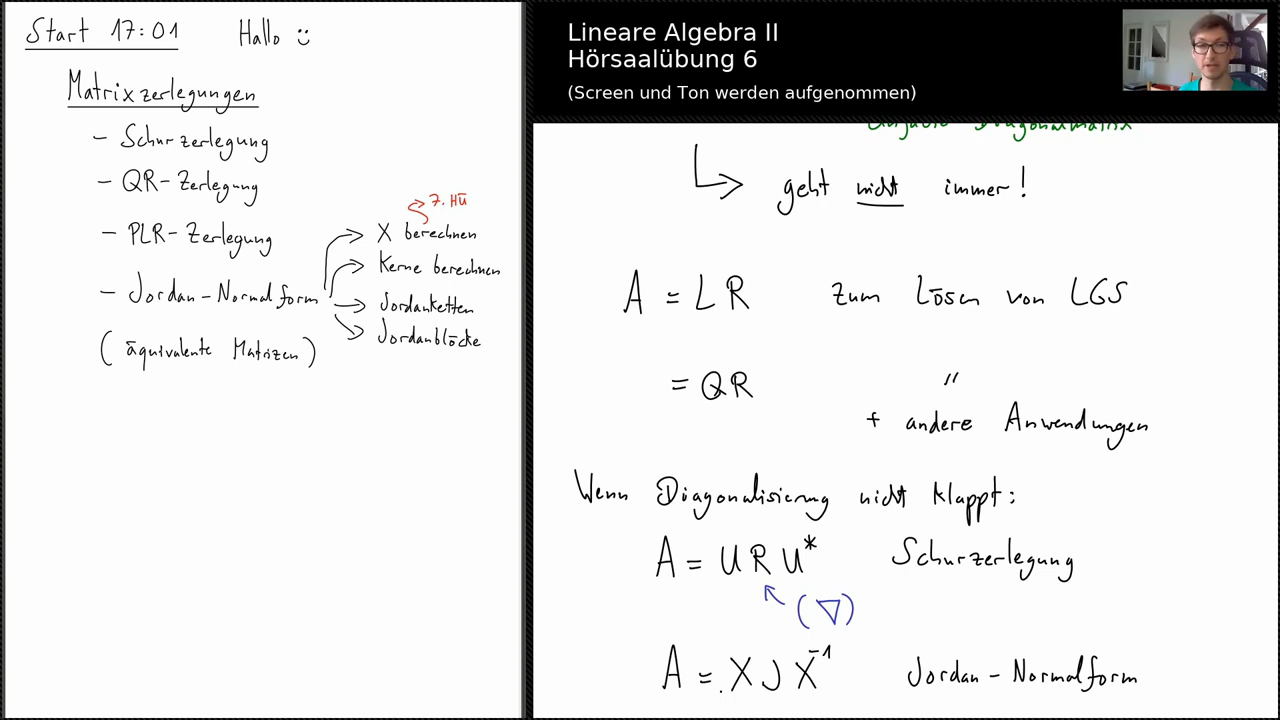 Start 17:01 Hallo :)
Matrixzerlegungen
- Schurzerlegung
- QR-Zerlegung
- PLR-Zerlegung
- Jordan-Normalform
→ X berechnen → 7. HÜ
→ Kerne berechnen
→ Jordanketten
→ Jordanblöcke
(äquivalente Matrizen)
Lineare Algebra II
Hörsaalübung 6
(Screen und Ton werden aufgenommen)
Diagonalmatrix
↳ geht nicht immer!
A = LR zum Lösen von LGS
= QR "
+ andere Anwendungen
Wenn Diagonalisierung nicht klappt:
A = U R U* Schurzerlegung
(▽)
A = X J X⁻¹ Jordan-Normalform